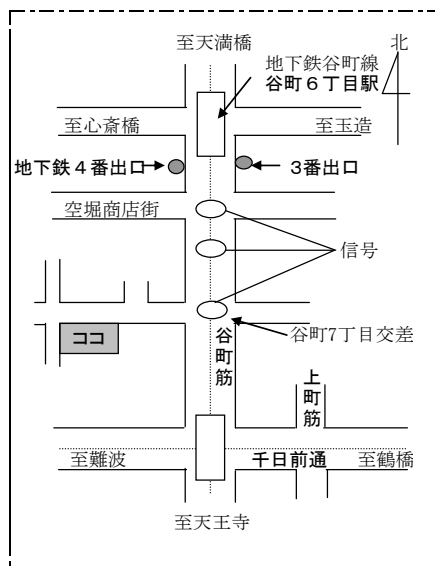 至天満橋
北
地下鉄谷町線
谷町６丁目駅
至心斎橋
至玉造
地下鉄４番出口
3番出口
空堀商店街
信号
谷町7丁目交差
ココ
谷町筋
上町筋
至難波
千日前通
至鶴橋
至天王寺